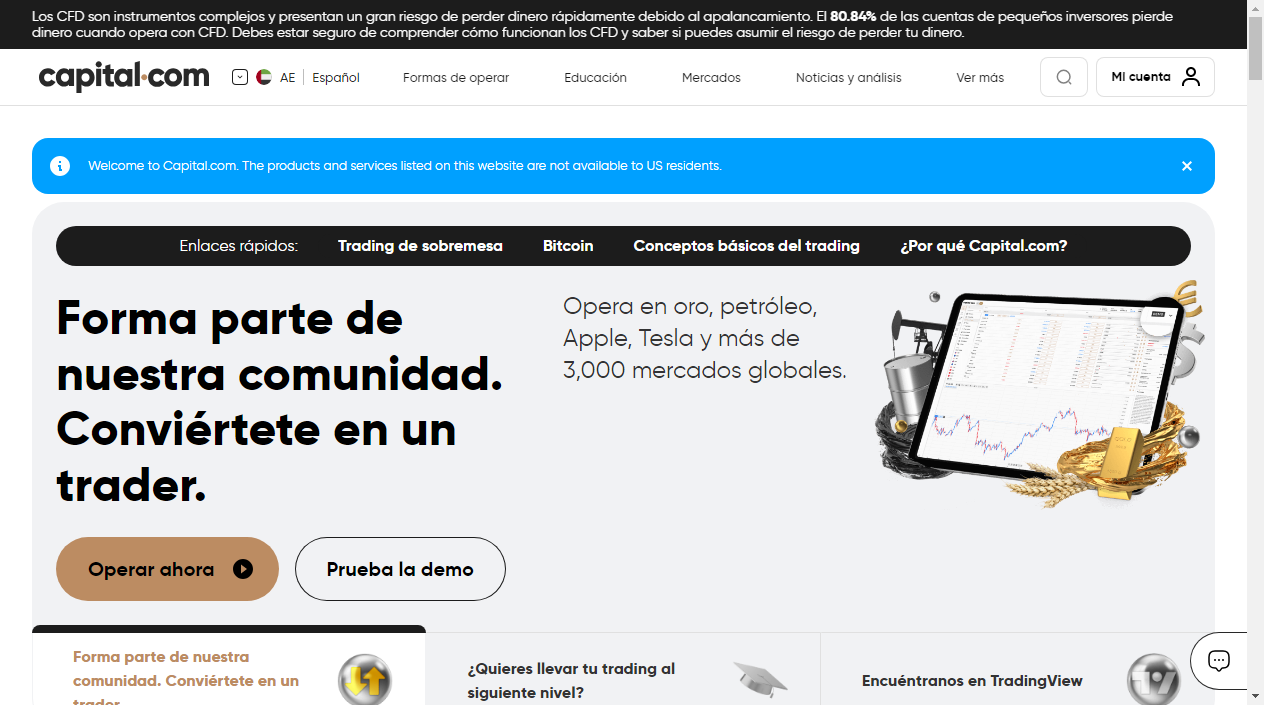 Los CFD son instrumentos complejos y presentan un gran riesgo de perder dinero rápidamente debido al apalancamiento. El 80.84% de las cuentas de pequeños inversores pierde
dinero cuando opera con CFD. Debes estar seguro de comprender cómo funcionan los CFD y saber si puedes asumir el riesgo de perder tu dinero.
capital.com AE Español Formas de operar Educación Mercados Noticias y análisis Ver más Mi cuenta
Welcome to Capital.com. The products and services listed on this website are not available to US residents.
Enlaces rápidos: Trading de sobremesa Bitcoin Conceptos básicos del trading ¿Por qué Capital.com?
Forma parte de
nuestra comunidad.
Conviértete en un
trader.
Opera en oro, petróleo,
Apple, Tesla y más de
3,000 mercados globales.
Operar ahora Prueba la demo
Forma parte de nuestra
comunidad. Conviértete en un
trader.
¿Quieres llevar tu trading al
siguiente nivel?
Encuéntranos en TradingView